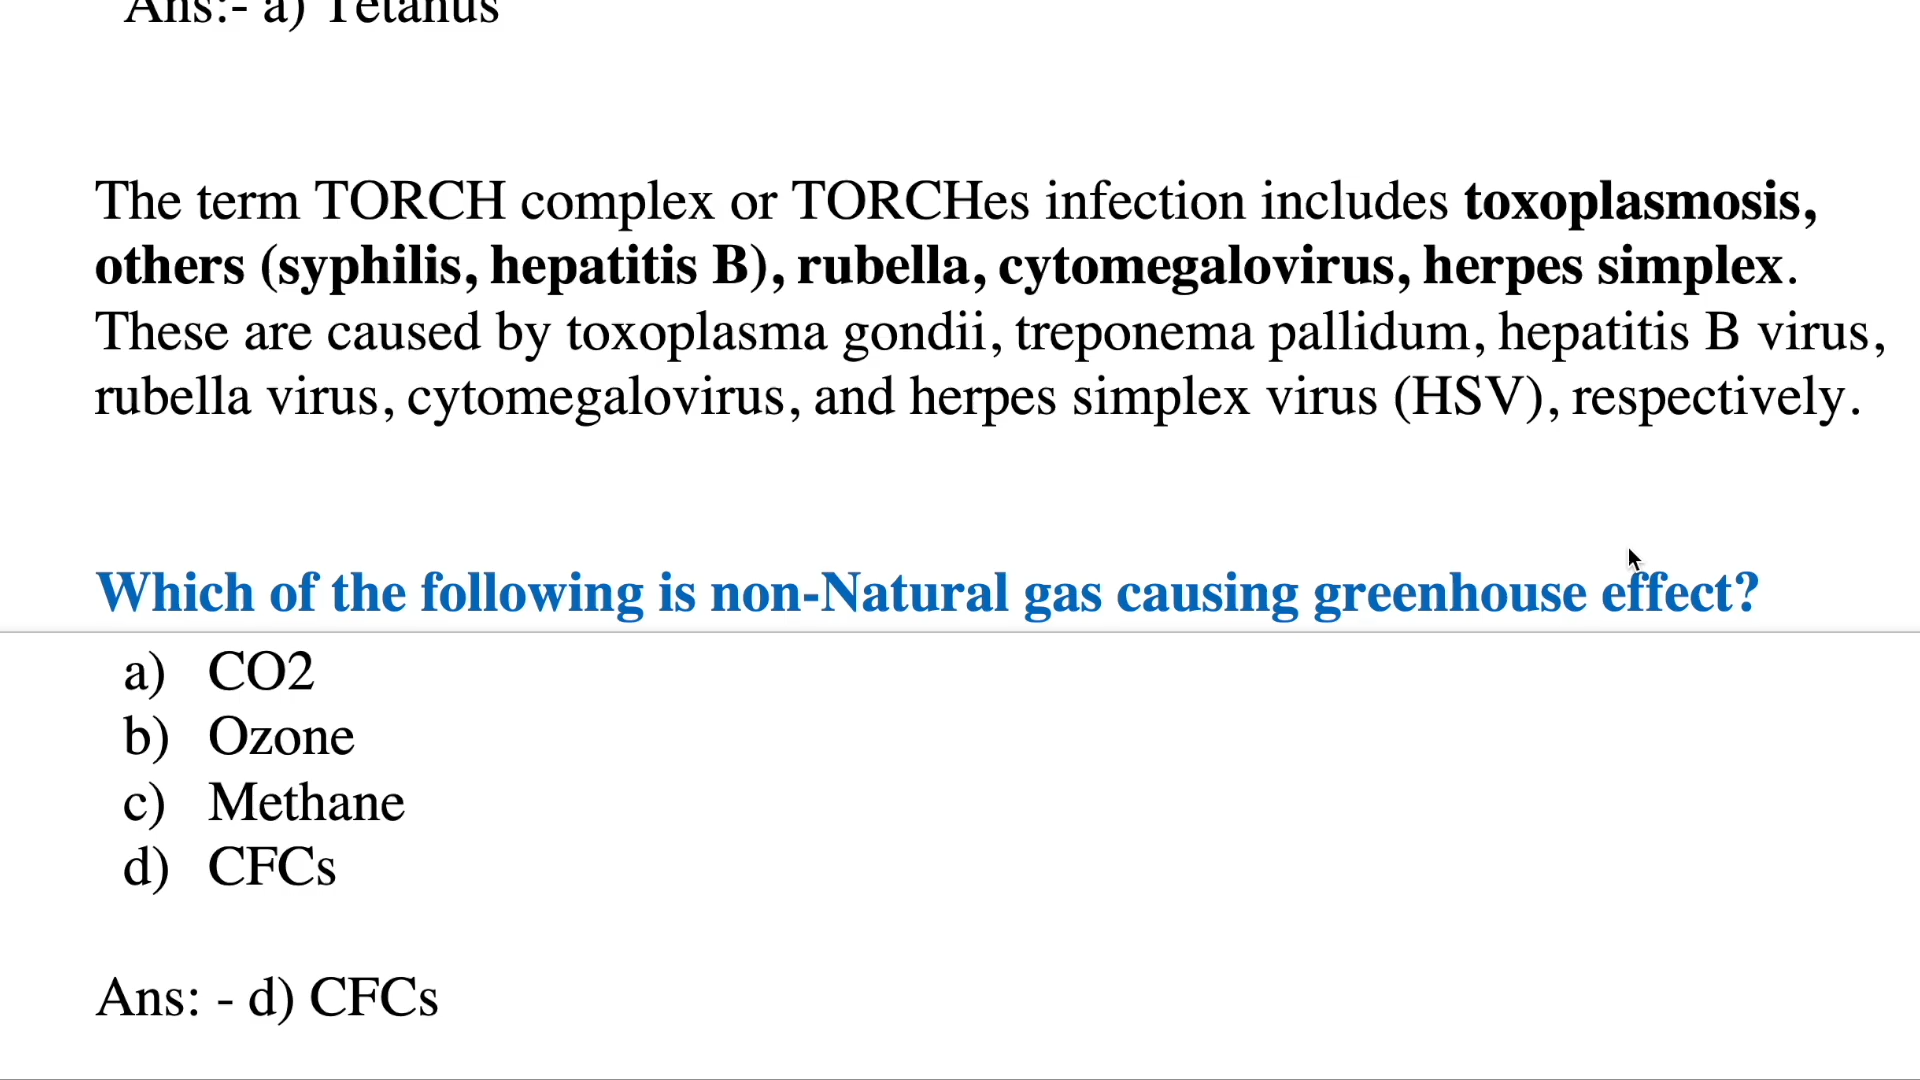 Ans:- a) Tetanus
The term TORCH complex or TORCHes infection includes toxoplasmosis,
others (syphilis, hepatitis B), rubella, cytomegalovirus, herpes simplex.
These are caused by toxoplasma gondii, treponema pallidum, hepatitis B virus,
rubella virus, cytomegalovirus, and herpes simplex virus (HSV), respectively.
Which of the following is non-Natural gas causing greenhouse effect?
a) CO2
b) Ozone
c) Methane
d) CFCs
Ans: - d) CFCs